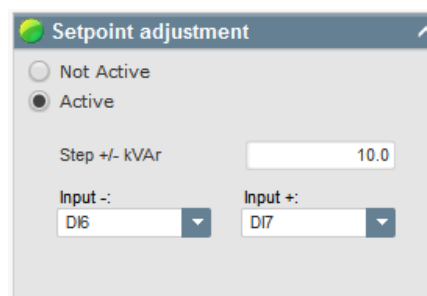 Setpoint adjustment
Not Active
Active
Step +/- kVAr 10.0
Input -: Input +:
DI6 DI7